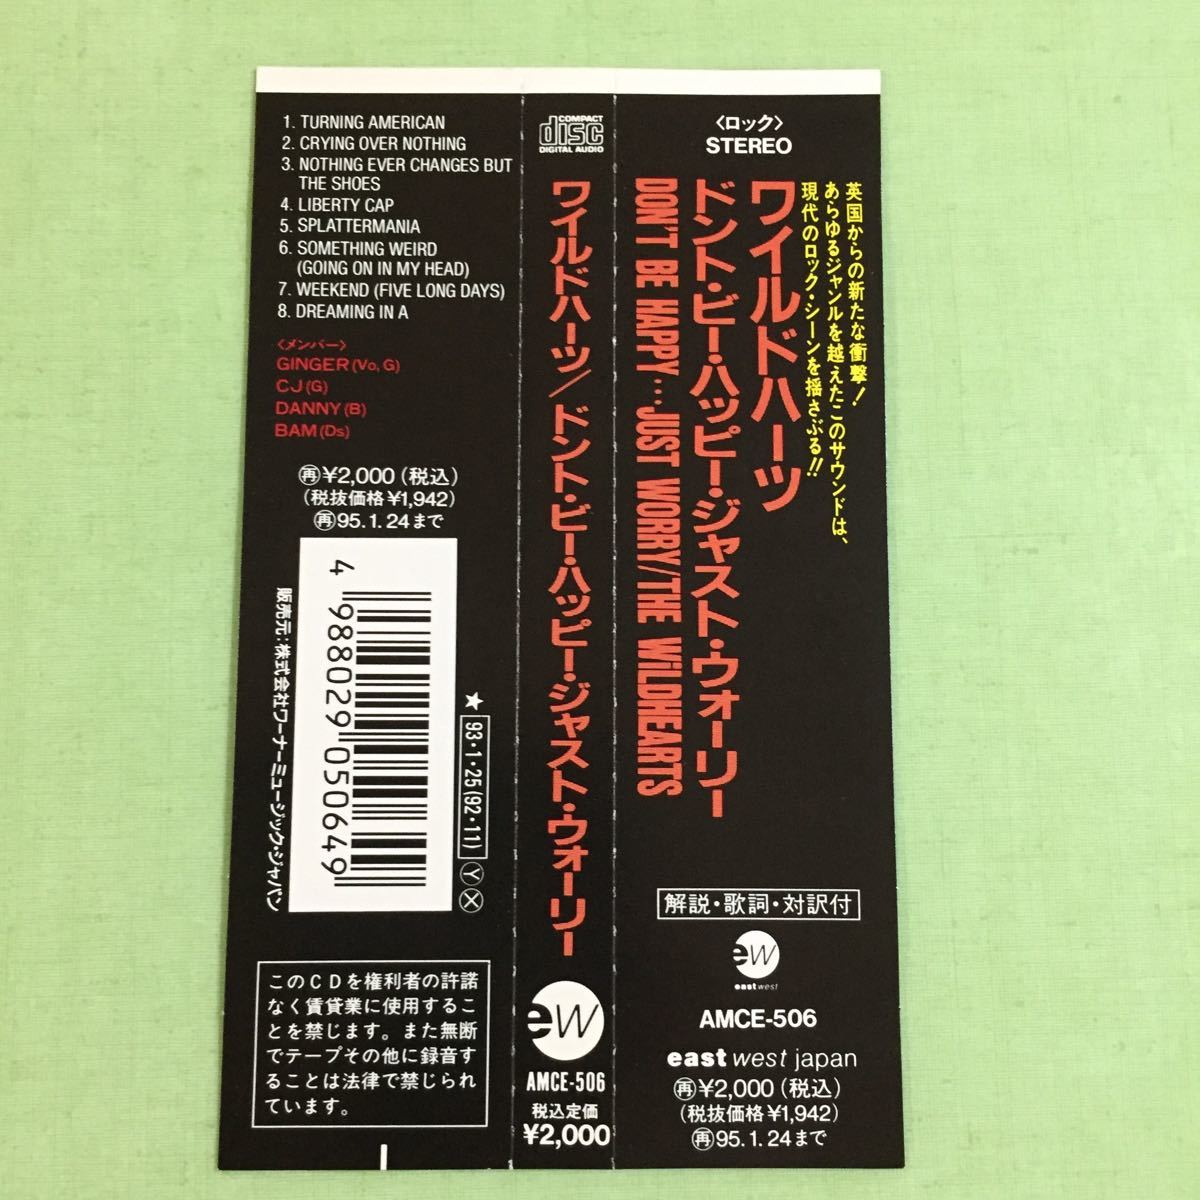 1. TURNING AMERICAN
2. CRYING OVER NOTHING
3. NOTHING EVER CHANGES BUT
THE SHOES
4. LIBERTY CAP
5. SPLATTERMANIA
6. SOMETHING WEIRD
(GOING ON IN MY HEAD)
7. WEEKEND (FIVE LONG DAYS)
8. DREAMING IN A
〈メンバー〉
GINGER (Vo, G)
CJ (G)
DANNY (B)
BAM (Ds)
再¥2,000(税込)
(税抜価格¥1,942)
再95.1.24まで
4 988029 050649
販売元:株式会社ワーナーミュージック・ジャパン
★ 93・1・25(92・11) Y X
このCDを権利者の許諾
なく賃貸業に使用するこ
とを禁じます。また無断
でテープその他に録音す
ることは法律で禁じられ
ています。
COMPACT
disc
DIGITAL AUDIO
ワイルドハーツ/ドント・ビー・ハッピー・ジャスト・ウォーリー
eW
AMCE-506
税込定価
¥2,000
〈ロック〉
STEREO
英国からの新たな衝撃!
あらゆるジャンルを越えたこのサウンドは、
現代のロック・シーンを揺さぶる!!
ワイルドハーツ
ドント・ビー・ハッピー・ジャスト・ウォーリー
DON'T BE HAPPY...JUST WORRY/THE WiLDHEARTS
解説・歌詞・対訳付
eW
eastwest
AMCE-506
east west japan
再¥2,000(税込)
(税抜価格¥1,942)
再95.1.24まで